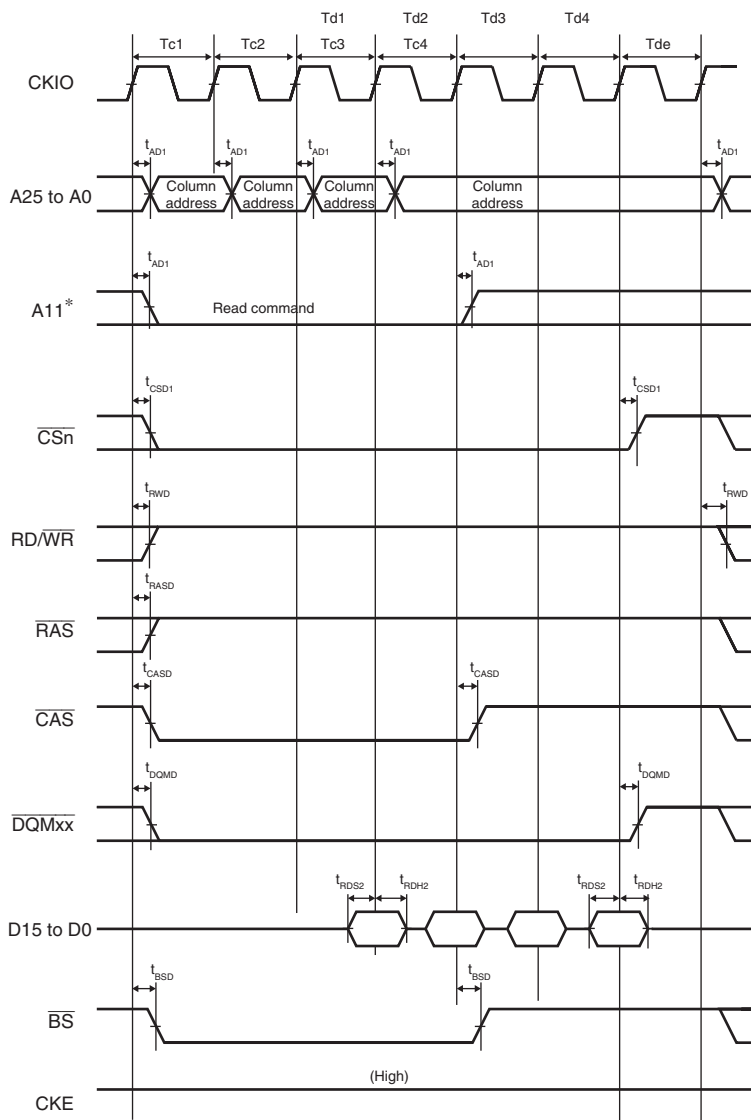 Td1 Td2 Td3 Td4
Tc1 Tc2 Tc3 Tc4 Tde
CKIO
tAD1 tAD1 tAD1 tAD1 tAD1
A25 to A0
Column address
Column address
Column address
Column address
tAD1 tAD1
A11*
Read command
tCSD1 tCSD1
CSn
tRWD tRWD
RD/WR
tRASD
RAS
tCASD tCASD
CAS
tDQMD tDQMD
DQMxx
tRDS2 tRDH2 tRDS2 tRDH2
D15 to D0
tBSD tBSD
BS
(High)
CKE